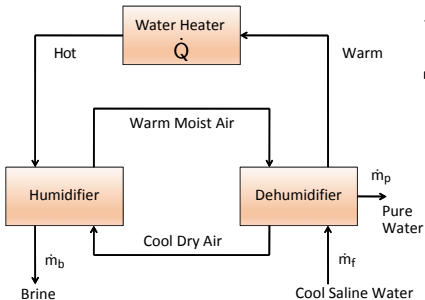 Water Heater
Q̇
Hot
Warm
Warm Moist Air
Humidifier
Dehumidifier
ṁp
Pure
Water
Cool Dry Air
ṁb
ṁf
Brine
Cool Saline Water